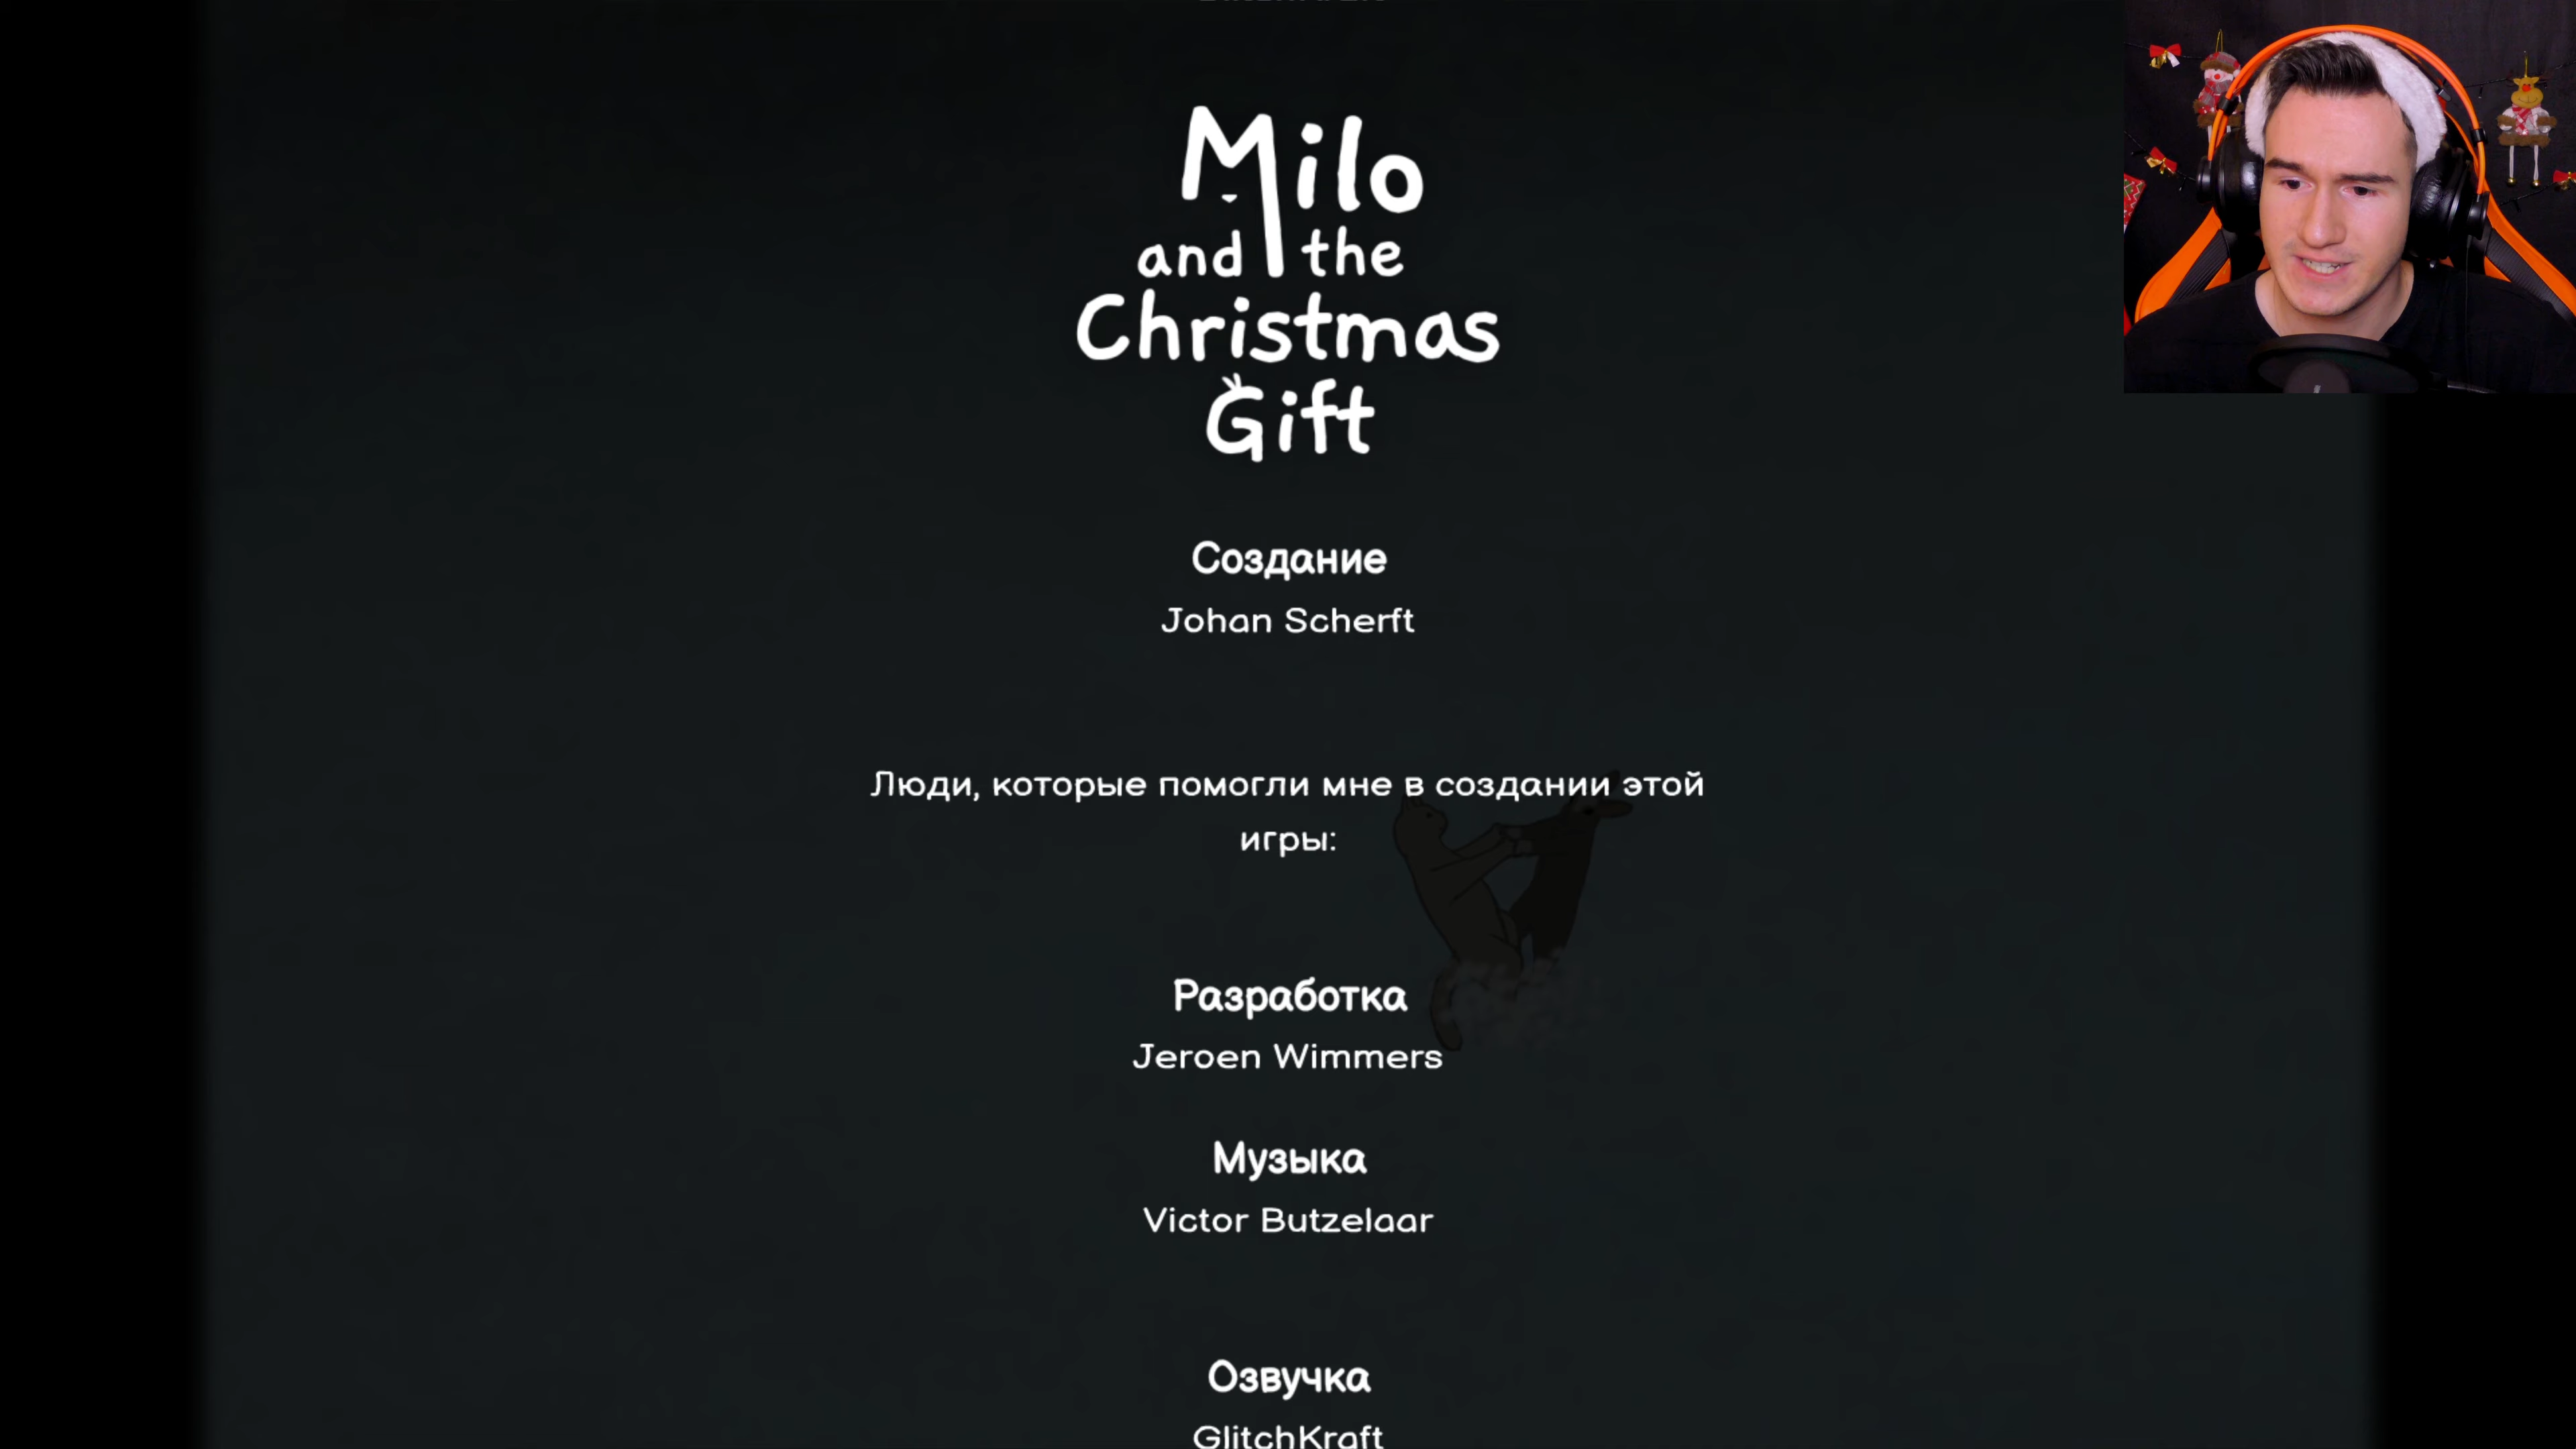 Milo
and the
Christmas
Gift
Создание
Johan Scherft
Люди, которые помогли мне в создании этой
игры:
Разработка
Jeroen Wimmers
Музыка
Victor Butzelaar
Озвучка
GlitchKraft